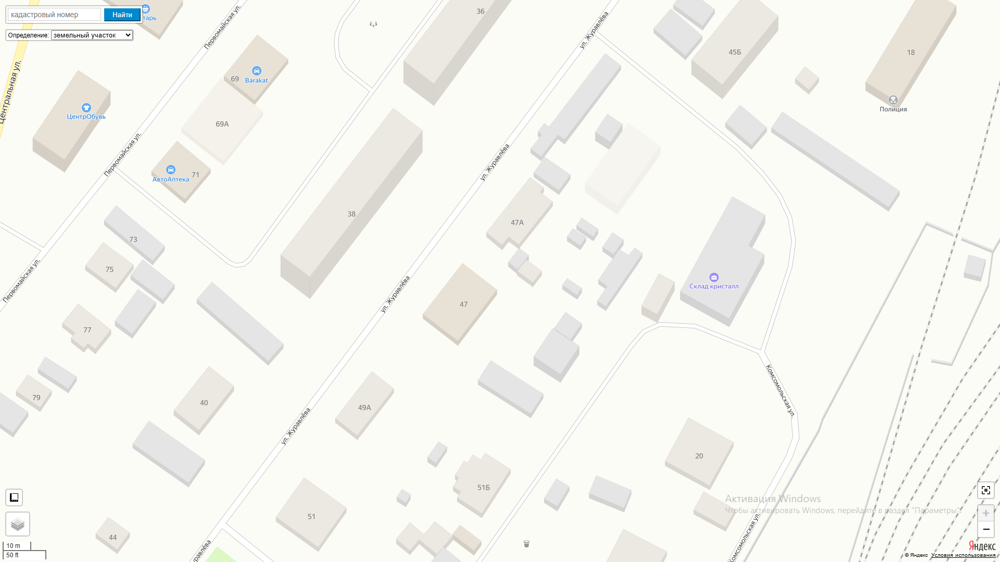 кадастровый номер
Найти
Определение: земельный участок
тарь
Центральная ул.
Первомайская ул.
Первомайская ул.
Первомайская ул.
ул. Журавлёва
ул. Журавлёва
ул. Журавлёва
ул. Журавлёва
уравлёва
Комсомольская ул.
Комсомольская ул.
36
45Б
18
Полиция
69
Barakat
ЦентрОбувь
69А
71
АвтоАптека
38
47А
73
75
Склад кристалл
47
77
79
40
49А
20
51Б
51
44
Активация Windows
Чтобы активировать Windows, перейдите в раздел "Параметры".
10 m
50 ft
Яндекс
© Яндекс Условия использования